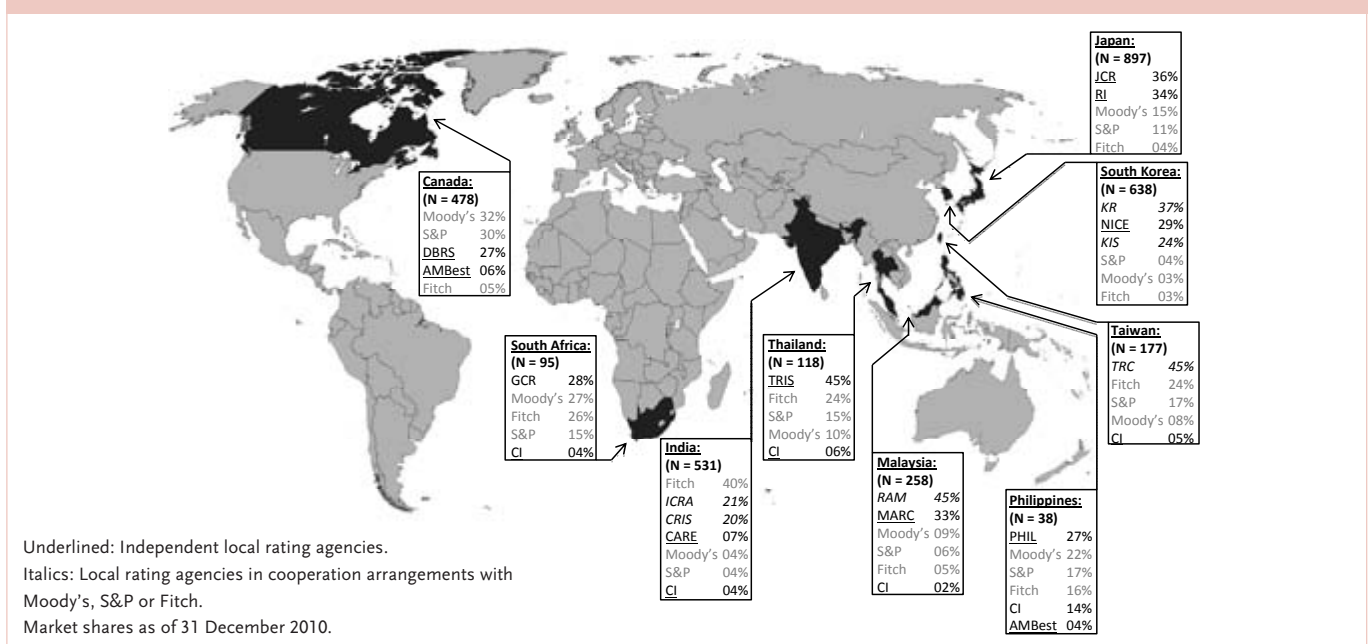 Japan:
(N = 897)
JCR 36%
RI 34%
Moody's 15%
S&P 11%
Fitch 04%
South Korea:
(N = 638)
KR 37%
NICE 29%
KIS 24%
S&P 04%
Moody's 03%
Fitch 03%
Canada:
(N = 478)
Moody's 32%
S&P 30%
DBRS 27%
AMBest 06%
Fitch 05%
Taiwan:
(N = 177)
TRC 45%
Fitch 24%
S&P 17%
Moody's 08%
CI 05%
South Africa:
(N = 95)
GCR 28%
Moody's 27%
Fitch 26%
S&P 15%
CI 04%
Thailand:
(N = 118)
TRIS 45%
Fitch 24%
S&P 15%
Moody's 10%
CI 06%
India:
(N = 531)
Fitch 40%
ICRA 21%
CRIS 20%
CARE 07%
Moody's 04%
S&P 04%
CI 04%
Malaysia:
(N = 258)
RAM 45%
MARC 33%
Moody's 09%
S&P 06%
Fitch 05%
CI 02%
Philippines:
(N = 38)
PHIL 27%
Moody's 22%
S&P 17%
Fitch 16%
CI 14%
AMBest 04%
Underlined: Independent local rating agencies.
Italics: Local rating agencies in cooperation arrangements with
Moody's, S&P or Fitch.
Market shares as of 31 December 2010.